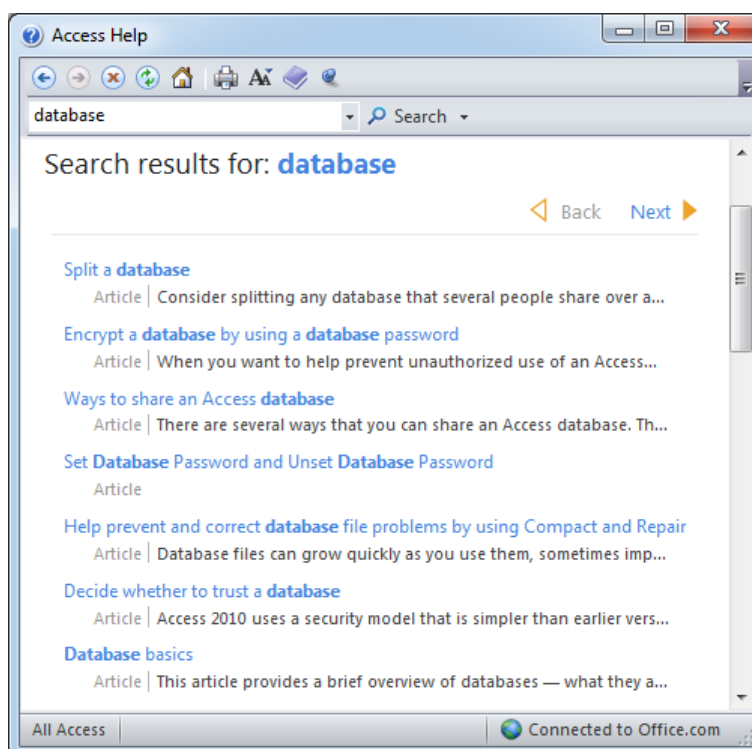 Access Help
database
Search
Search results for: database
Back Next
Split a database
Article | Consider splitting any database that several people share over a...
Encrypt a database by using a database password
Article | When you want to help prevent unauthorized use of an Access...
Ways to share an Access database
Article | There are several ways that you can share an Access database. Th...
Set Database Password and Unset Database Password
Article
Help prevent and correct database file problems by using Compact and Repair
Article | Database files can grow quickly as you use them, sometimes imp...
Decide whether to trust a database
Article | Access 2010 uses a security model that is simpler than earlier vers...
Database basics
Article | This article provides a brief overview of databases — what they a...
All Access
Connected to Office.com